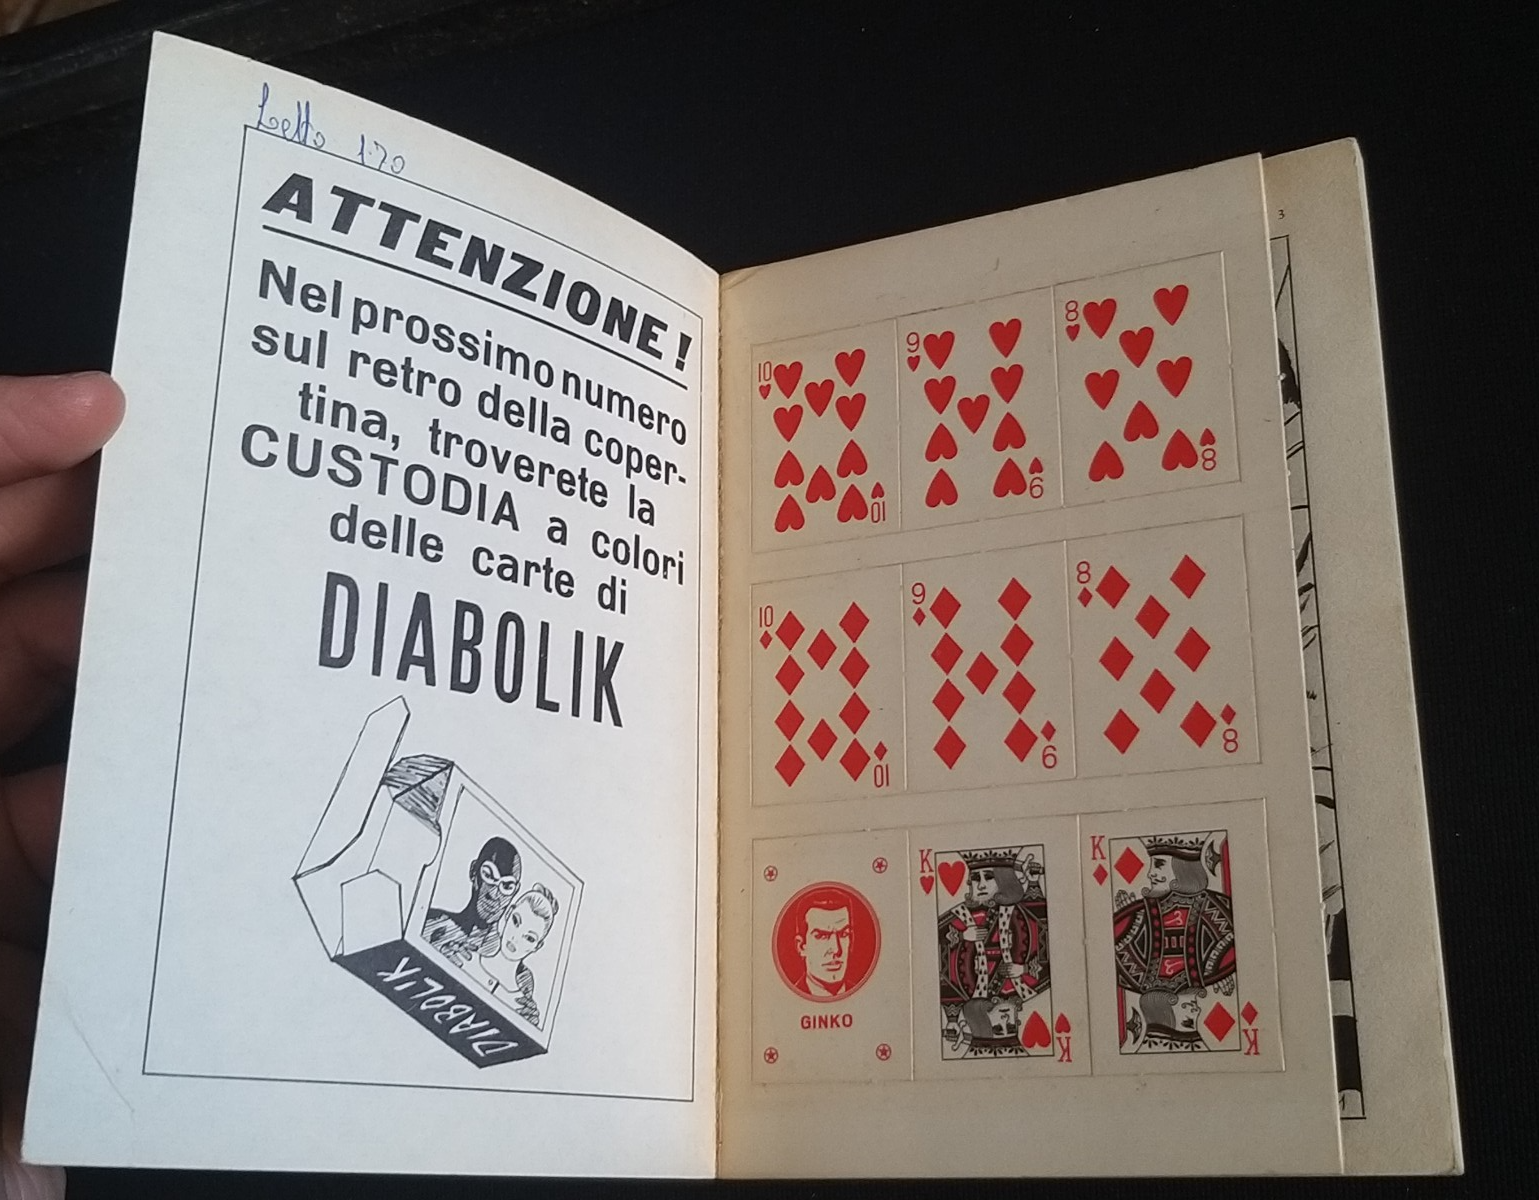 Letto 1.70
ATTENZIONE!
Nel prossimo numero
sul retro della coper-
tina, troverete la
CUSTODIA a colori
delle carte di
DIABOLIK
DIABOLIK
3
10 9 8
10 9 8
10 9 8
10 9 8
K K
GINKO
K K